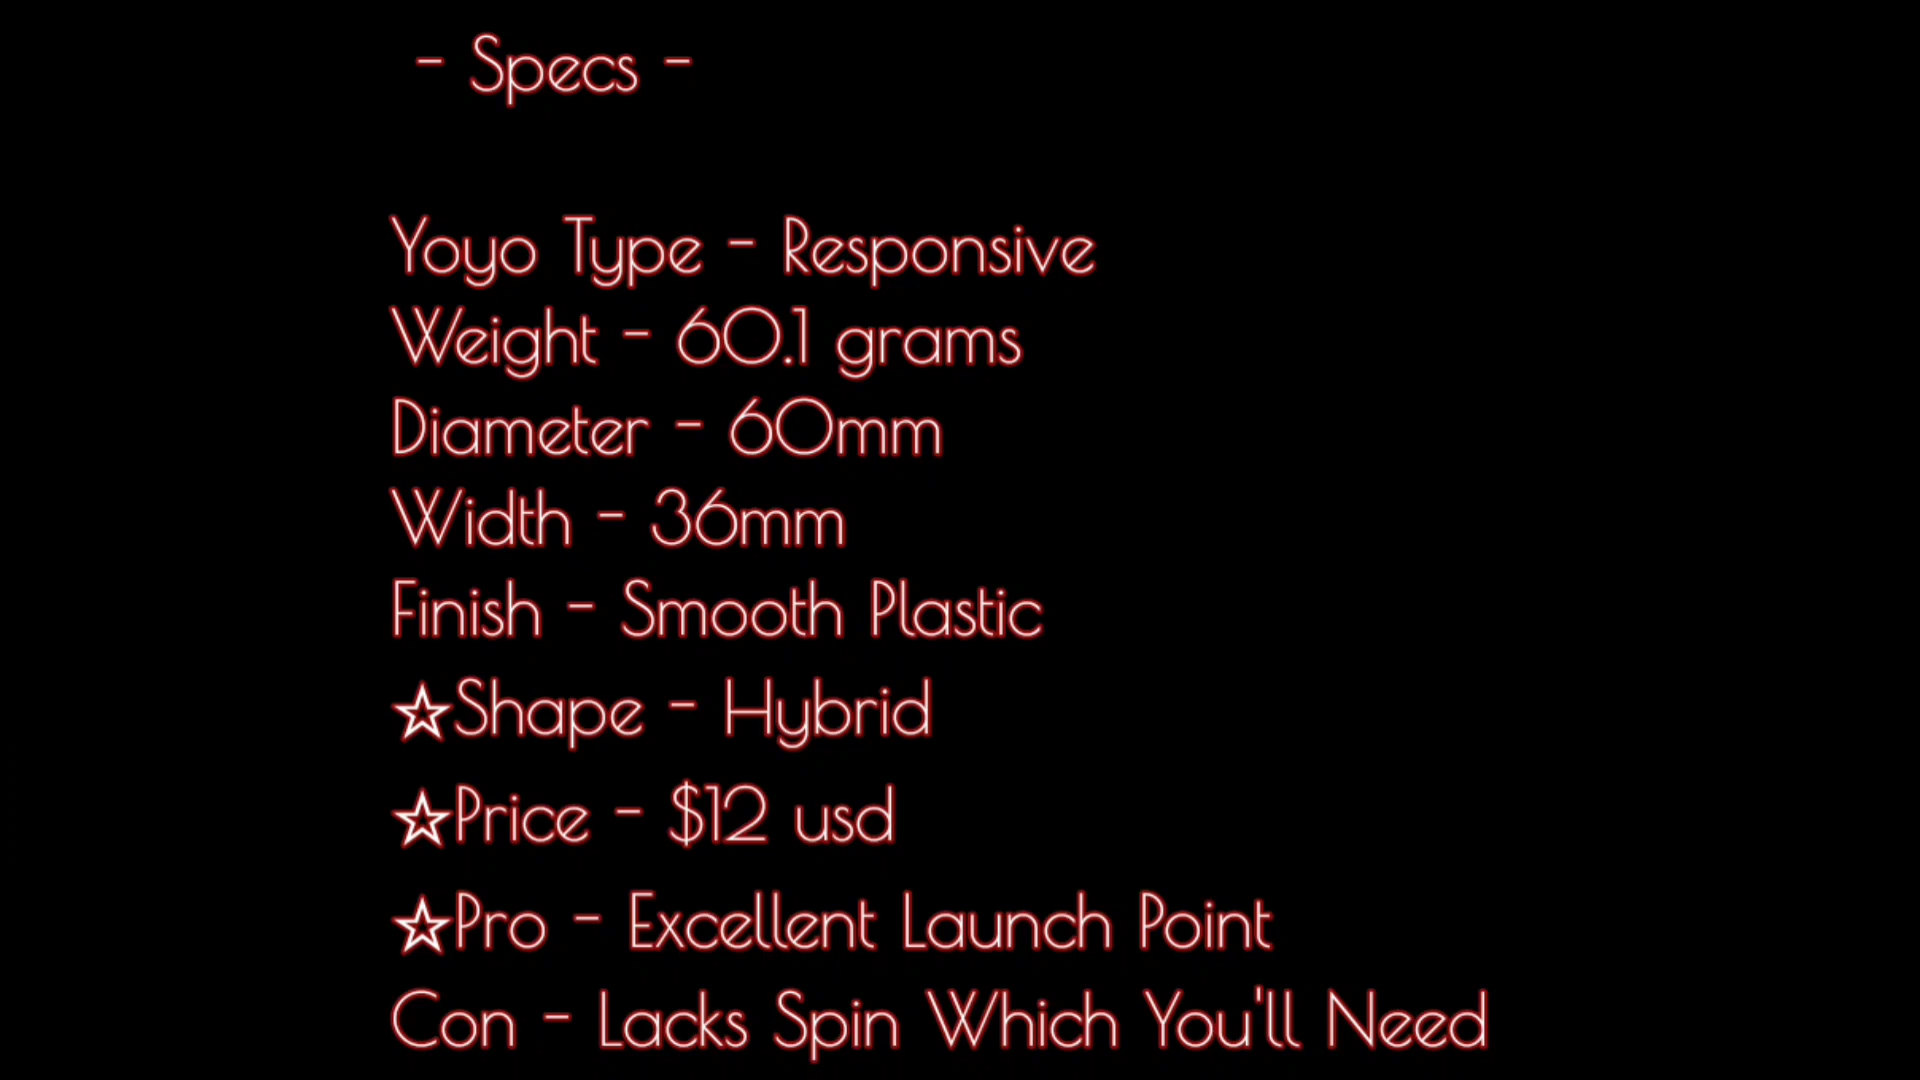 - Specs -
Yoyo Type - Responsive
Weight - 60.1 grams
Diameter - 60mm
Width - 36mm
Finish - Smooth Plastic
☆Shape - Hybrid
☆Price - $12 usd
☆Pro - Excellent Launch Point
Con - Lacks Spin Which You'll Need